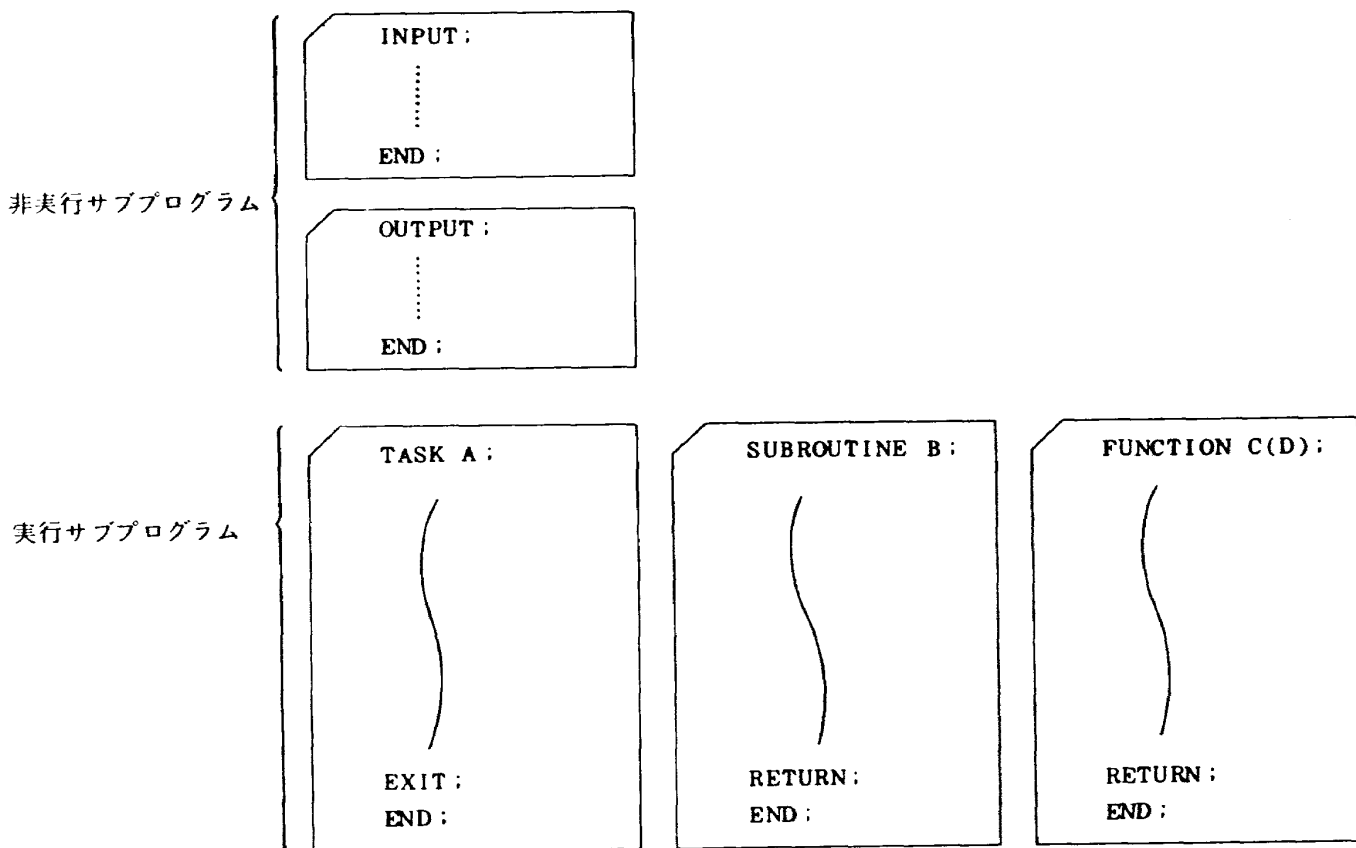 非実行サブプログラム
INPUT;
END;
OUTPUT;
END;
実行サブプログラム
TASK A;
EXIT;
END;
SUBROUTINE B;
RETURN;
END;
FUNCTION C(D);
RETURN;
END;